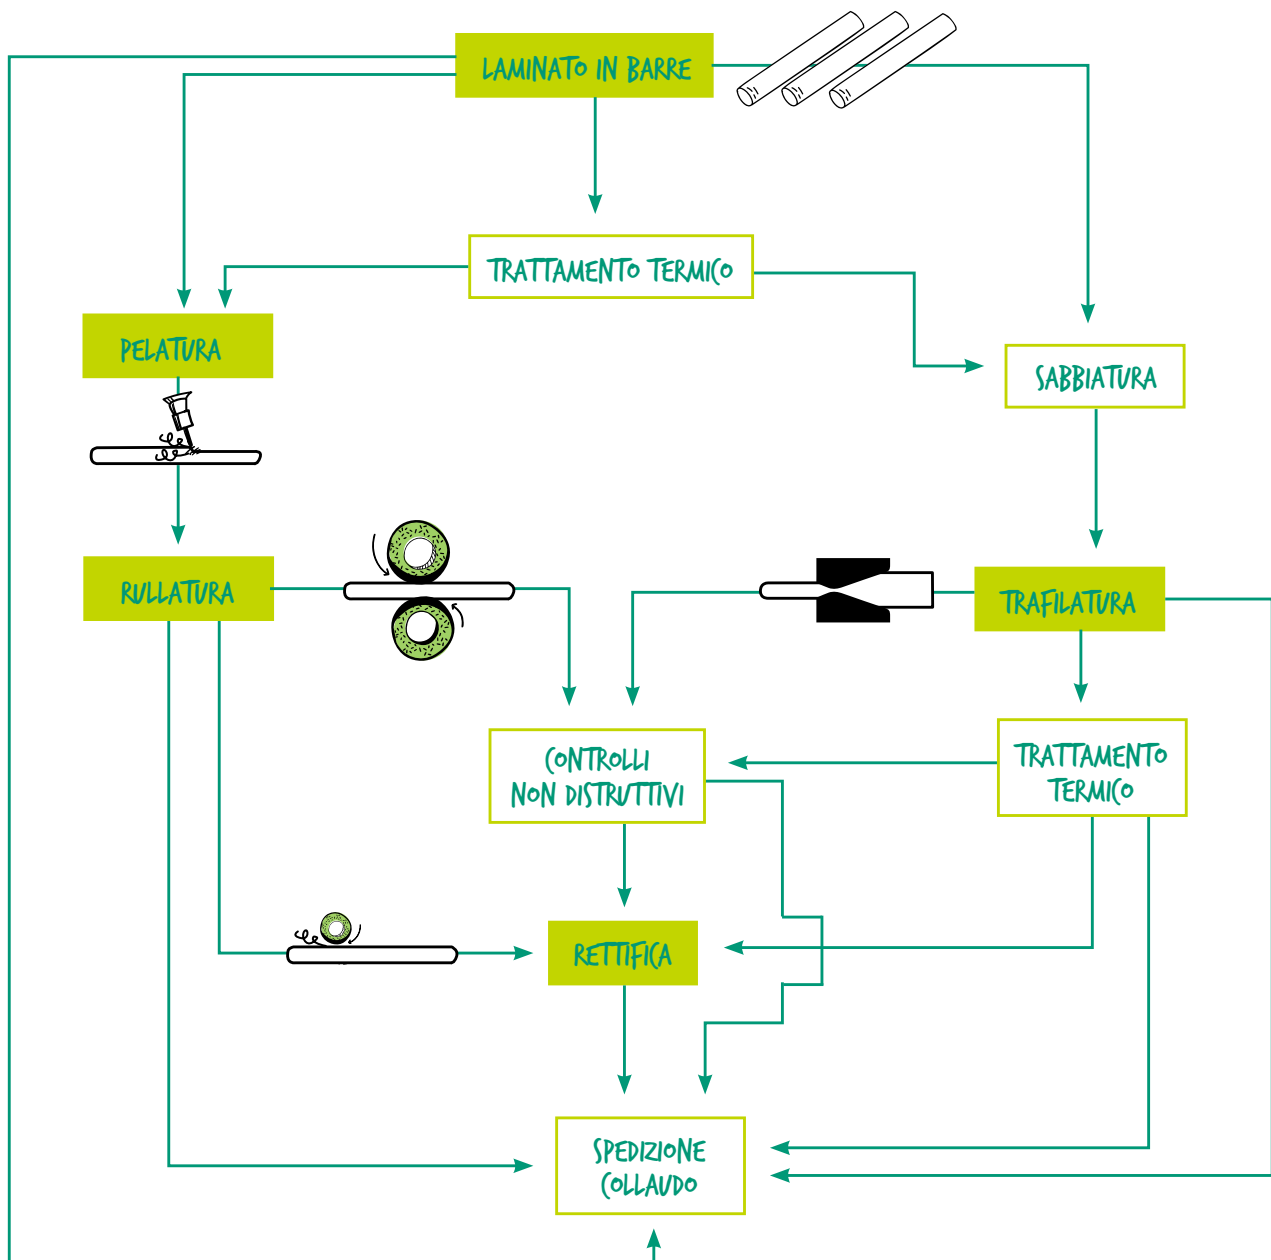 LAMINATO IN BARRE
TRATTAMENTO TERMICO
PELATURA
SABBIATURA
RULLATURA
TRAFILATURA
CONTROLLI
NON DISTRUTTIVI
TRATTAMENTO
TERMICO
RETTIFICA
SPEDIZIONE
COLLAUDO